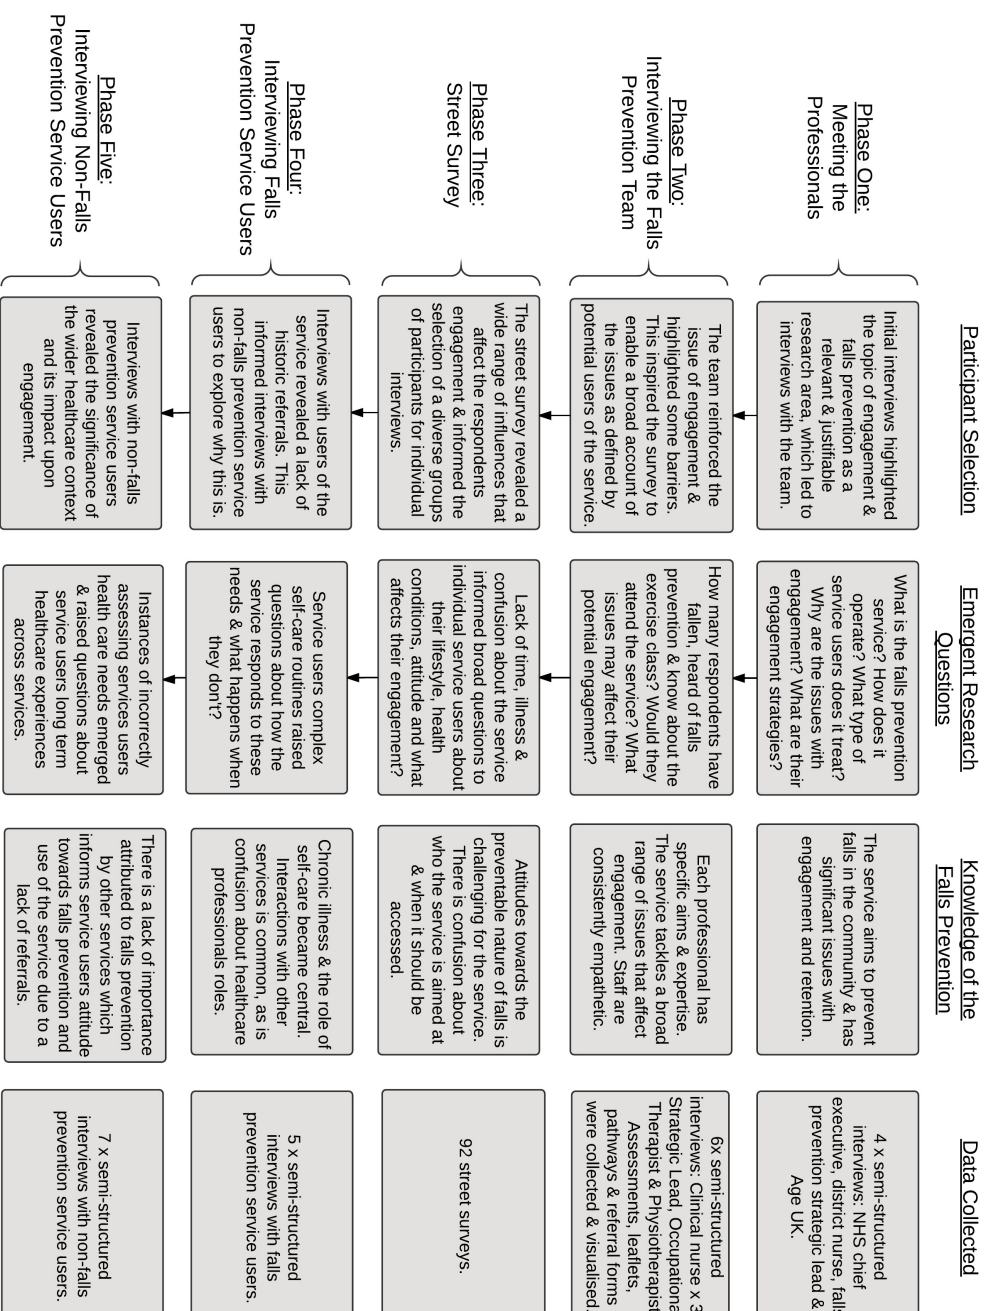 Participant Selection
Emergent Research
Questions
Knowledge of the
Falls Prevention
Data Collected
Phase One:
Meeting the
Professionals
Initial interviews highlighted
the topic of engagement &
falls prevention as a
relevant & justifiable
research area, which led to
interviews with the team.
What is the falls prevention
service? How does it
operate? What type of
service users does it treat?
Why are the issues with
engagement? What are their
engagement strategies?
The service aims to prevent
falls in the community & has
significant issues with
engagement and retention.
4 x semi-structured
interviews: NHS chief
executive, district nurse, falls
prevention strategic lead &
Age UK.
Phase Two:
Interviewing the Falls
Prevention Team
The team reinforced the
issue of engagement &
highlighted some barriers.
This inspired the survey to
enable a broad account of
the issues as defined by
potential users of the service.
How many respondents have
fallen, heard of falls
prevention & know about the
exercise class? Would they
attend the service? What
issues may affect their
potential engagement?
Each professional has
specific aims & expertise.
The service tackles a broad
range of issues that affect
engagement. Staff are
consistently empathetic.
6x semi-structured
interviews: Clinical nurse x 3
Strategic Lead, Occupationa
Therapist & Physiotherapist
Assessments, leaflets,
pathways & referral forms
were collected & visualised.
Phase Three:
Street Survey
The street survey revealed a
wide range of influences that
affect the respondents
engagement & informed the
selection of a diverse groups
of participants for individual
interviews.
Lack of time, illness &
confusion about the service
informed broad questions to
individual service users about
their lifestyle, health
conditions, attitude and what
affects their engagement?
Attitudes towards the
preventable nature of falls is
challenging for the service.
There is confusion about
who the service is aimed at
& when it should be
accessed.
92 street surveys.
Phase Four:
Interviewing Falls
Prevention Service Users
Interviews with users of the
service revealed a lack of
historic referrals. This
informed interviews with
non-falls prevention service
users to explore why this is.
Service users complex
self-care routines raised
questions about how the
service responds to these
needs & what happens when
they don't?
Chronic illness & the role of
self-care became central.
Interactions with other
services is common, as is
confusion about healthcare
professionals roles.
5 x semi-structured
interviews with falls
prevention service users.
Phase Five:
Interviewing Non-Falls
Prevention Service Users
Interviews with non-falls
prevention service users
revealed the significance of
the wider healthcare context
and its impact upon
engagement.
Instances of incorrectly
assessing services users
health care needs emerged
& raised questions about
service users long term
healthcare experiences
across services.
There is a lack of importance
attributed to falls prevention
by other services which
informs service users attitude
towards falls prevention and
use of the service due to a
lack of referrals.
7 x semi-structured
interviews with non-falls
prevention service users.